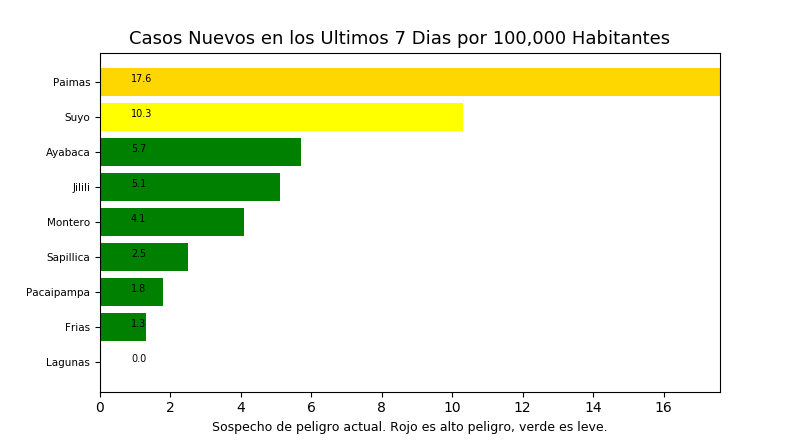 Casos Nuevos en los Ultimos 7 Dias por 100,000 Habitantes
Paimas 17.6
Suyo 10.3
Ayabaca 5.7
Jilili 5.1
Montero 4.1
Sapillica 2.5
Pacaipampa 1.8
Frias 1.3
Lagunas 0.0
0 2 4 6 8 10 12 14 16
Sospecho de peligro actual. Rojo es alto peligro, verde es leve.